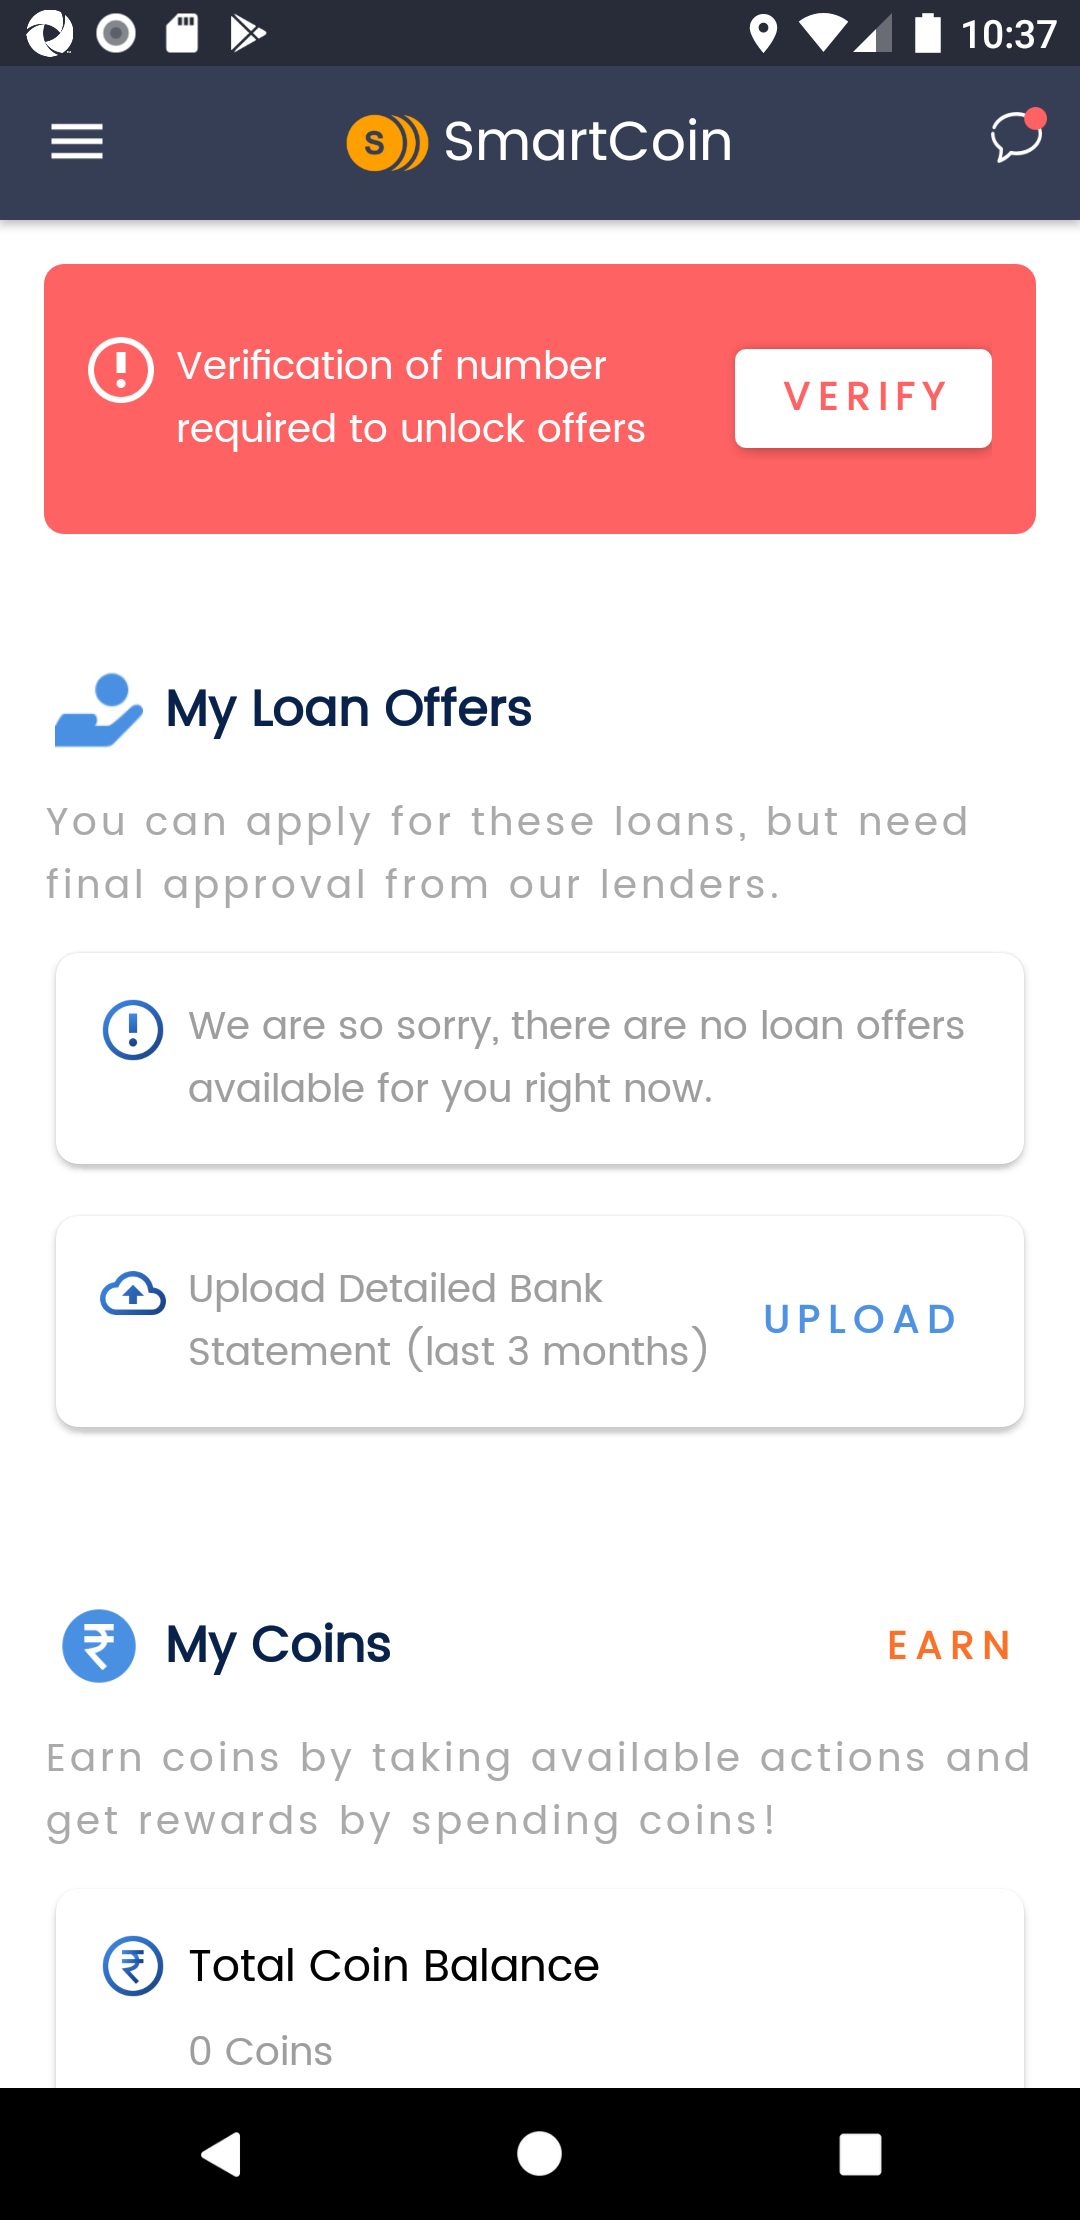 10:37
SmartCoin
Verification of number
required to unlock offers
VERIFY
My Loan Offers
You can apply for these loans, but need
final approval from our lenders.
We are so sorry, there are no loan offers
available for you right now.
Upload Detailed Bank
Statement (last 3 months)
UPLOAD
My Coins
EARN
Earn coins by taking available actions and
get rewards by spending coins!
Total Coin Balance
0 Coins